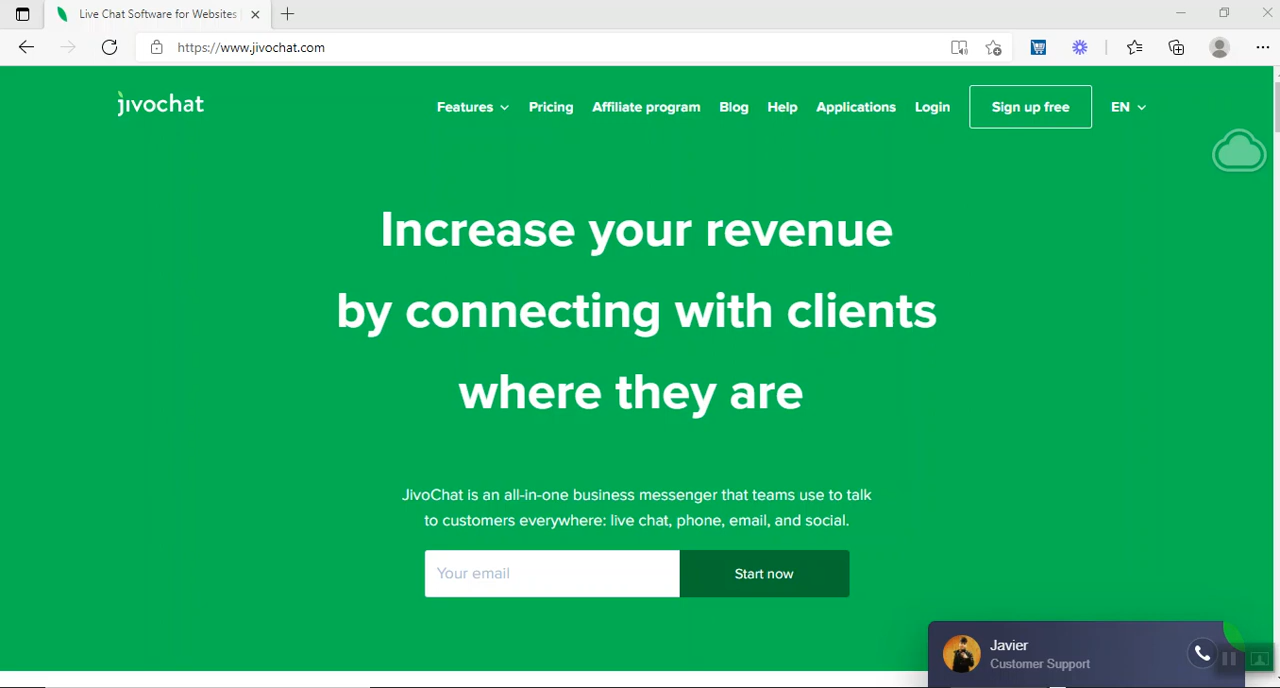 Live Chat Software for Websites
https://www.jivochat.com
jivochat
Features
Pricing
Affiliate program
Blog
Help
Applications
Login
Sign up free
EN
Increase your revenue
by connecting with clients
where they are
JivoChat is an all-in-one business messenger that teams use to talk
to customers everywhere: live chat, phone, email, and social.
Your email
Start now
Javier
Customer Support